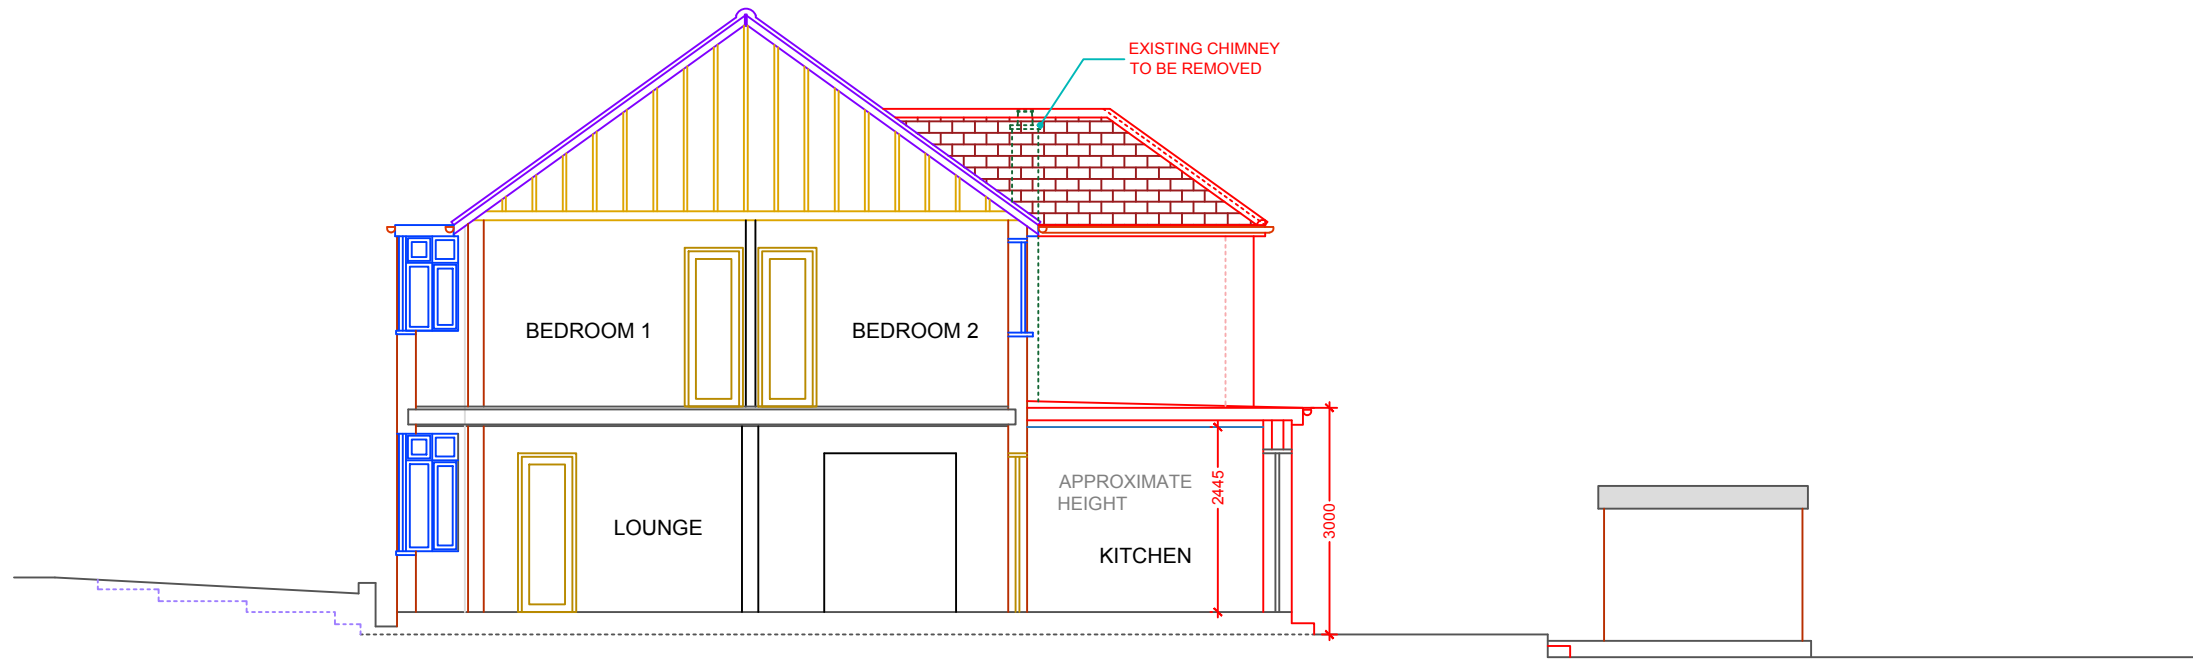 EXISTING CHIMNEY
TO BE REMOVED
BEDROOM 1
BEDROOM 2
APPROXIMATE
HEIGHT
2445
3000
LOUNGE
KITCHEN